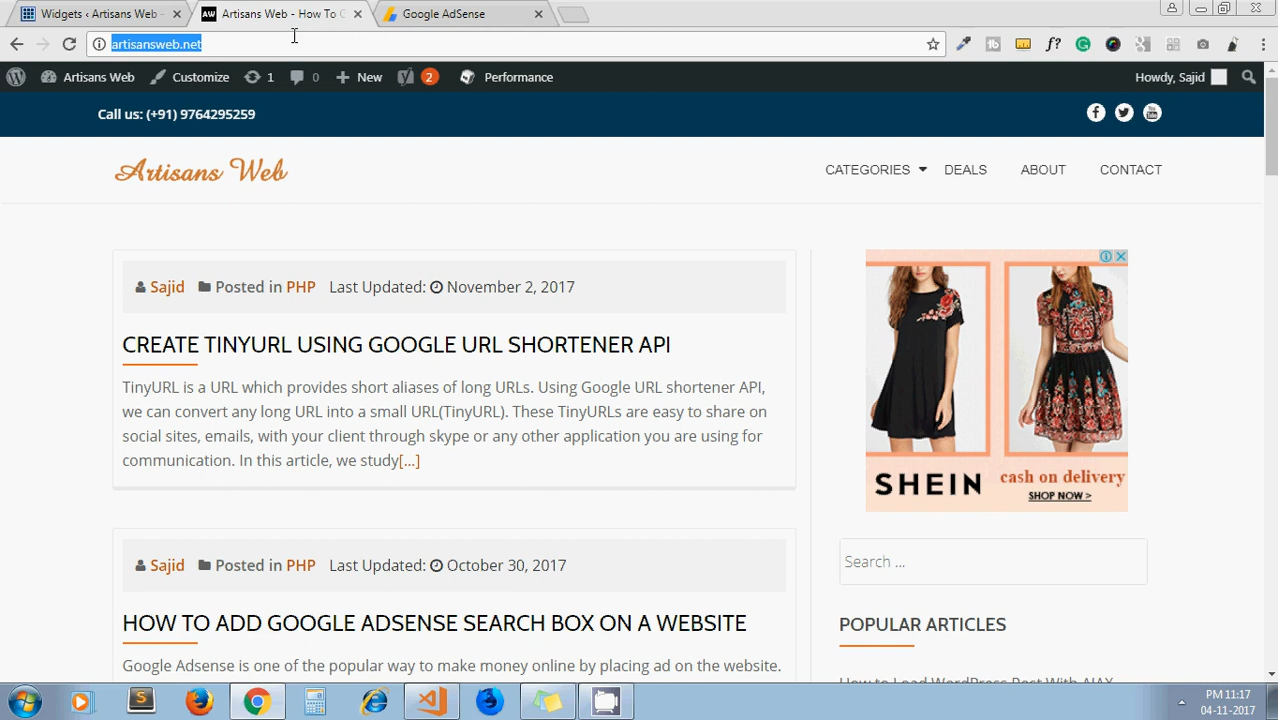 Widgets ‹ Artisans Web -
AW Artisans Web - How To C
Google AdSense
artisansweb.net
f?
Artisans Web
Customize
1
0
New
2
Performance
Howdy, Sajid
Call us: (+91) 9764295259
Artisans Web
CATEGORIES
DEALS
ABOUT
CONTACT
Sajid Posted in PHP Last Updated: November 2, 2017
CREATE TINYURL USING GOOGLE URL SHORTENER API
TinyURL is a URL which provides short aliases of long URLs. Using Google URL shortener API,
we can convert any long URL into a small URL(TinyURL). These TinyURLs are easy to share on
social sites, emails, with your client through skype or any other application you are using for
communication. In this article, we study[...]
SHEIN
cash on delivery
SHOP NOW >
Sajid Posted in PHP Last Updated: October 30, 2017
HOW TO ADD GOOGLE ADSENSE SEARCH BOX ON A WEBSITE
Google Adsense is one of the popular way to make money online by placing ad on the website.
Search ...
POPULAR ARTICLES
How to Load WordPress Post With AJAX
PM 11:17
04-11-2017